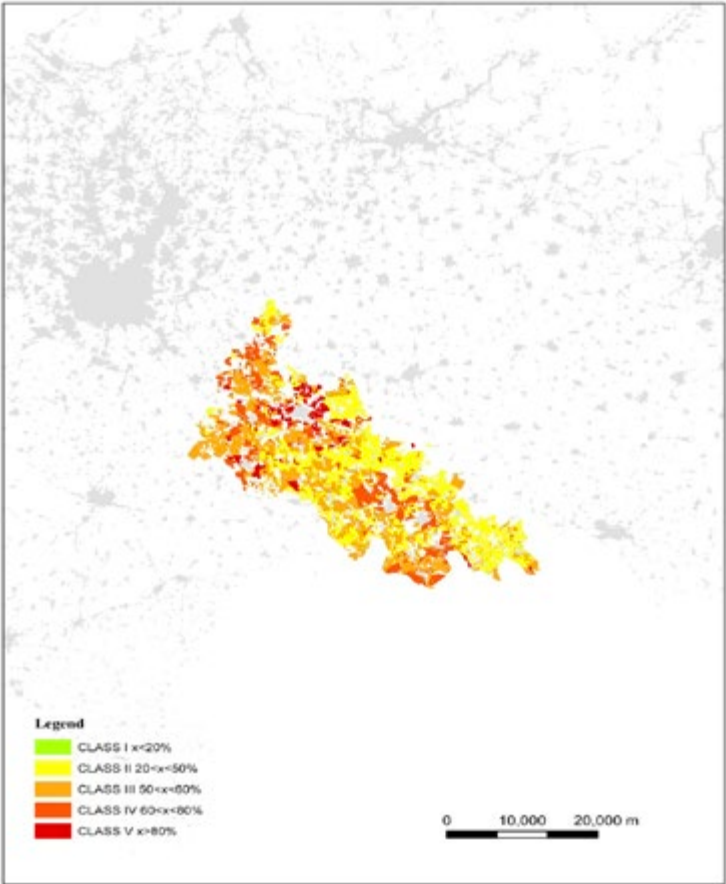 Legend
CLASS I x<20%
CLASS II 20<x<50%
CLASS III 50<x<60%
CLASS IV 60<x<80%
CLASS V x>80%
0 10,000 20,000 m